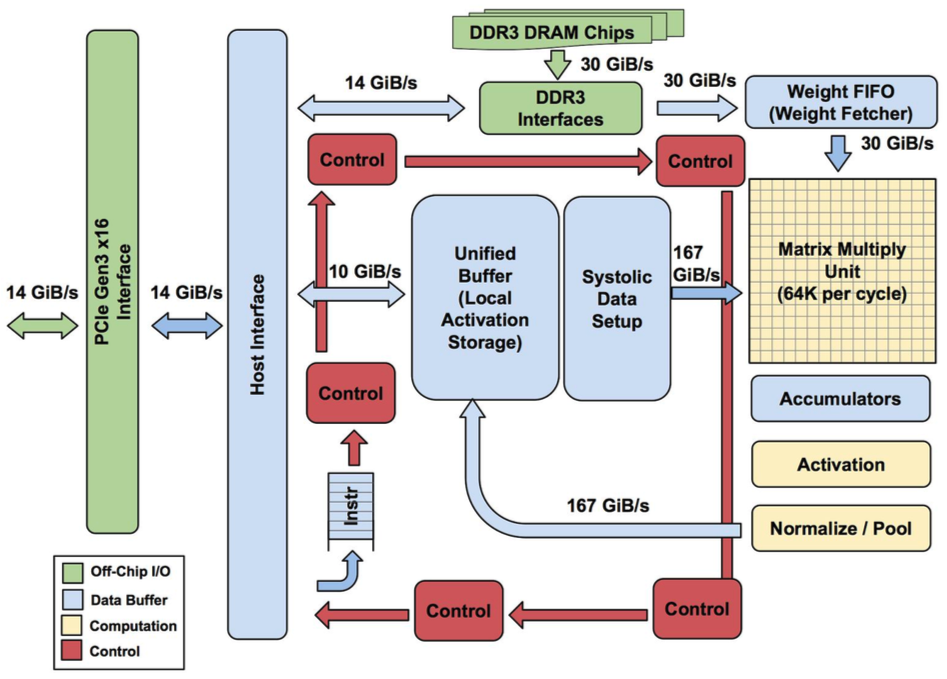 DDR3 DRAM Chips
30 GiB/s
14 GiB/s
DDR3
Interfaces
30 GiB/s
Weight FIFO
(Weight Fetcher)
30 GiB/s
Control
Control
PCIe Gen3 x16
Interface
14 GiB/s
14 GiB/s
Host Interface
10 GiB/s
Unified
Buffer
(Local
Activation
Storage)
Systolic
Data
Setup
167
GiB/s
Matrix Multiply
Unit
(64K per cycle)
Control
Accumulators
Activation
Instr
167 GiB/s
Normalize / Pool
Control
Control
Off-Chip I/O
Data Buffer
Computation
Control